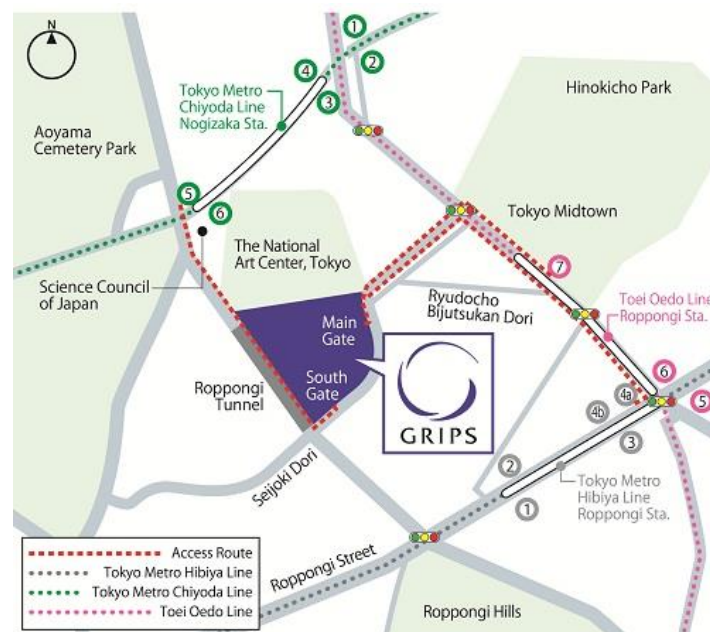 N
1
2
4
3
Tokyo Metro
Chiyoda Line
Nogizaka Sta.
Hinokicho Park
Aoyama
Cemetery Park
5
6
Tokyo Midtown
The National
Art Center, Tokyo
7
Science Council
of Japan
Ryudocho
Bijutsukan Dori
Toei Oedo Line
Roppongi Sta.
Main
Gate
South
Gate
Roppongi
Tunnel
GRIPS
6
5
4a
4b
3
2
1
Seijoki Dori
Tokyo Metro
Hibiya Line
Roppongi Sta.
Roppongi Street
Roppongi Hills
Access Route
Tokyo Metro Hibiya Line
Tokyo Metro Chiyoda Line
Toei Oedo Line